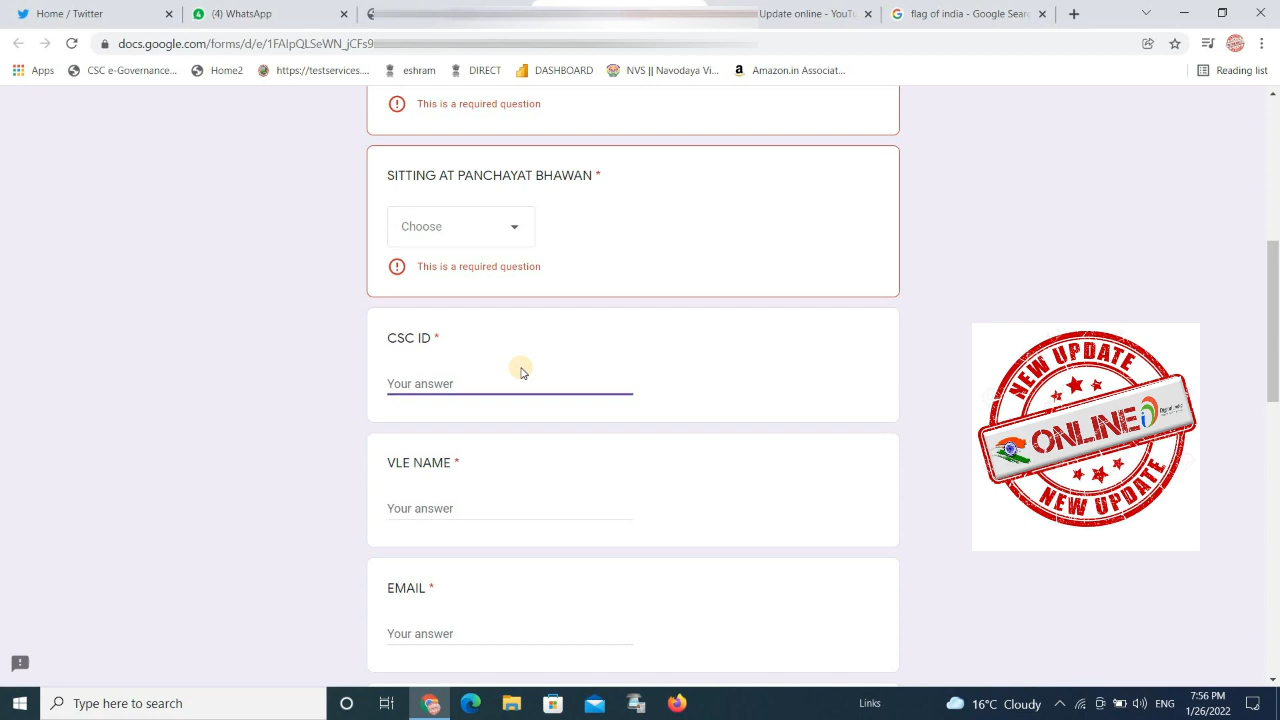 Home / Twitter
(4) WhatsApp
Update online - YouTu
flag of india - Google Sear
docs.google.com/forms/d/e/1FAIpQLSeWN_jCFs9
Apps
CSC e-Governance...
Home2
https://testservices....
eshram
DIRECT
DASHBOARD
NVS || Navodaya Vi...
Amazon.in Associat...
Reading list
This is a required question
SITTING AT PANCHAYAT BHAWAN *
Choose
This is a required question
CSC ID *
Your answer
VLE NAME *
Your answer
EMAIL *
Your answer
NEW UPDATE
ONLINE
Digital India
NEW UPDATE
Type here to search
Links
16°C Cloudy
ENG
7:56 PM
1/26/2022